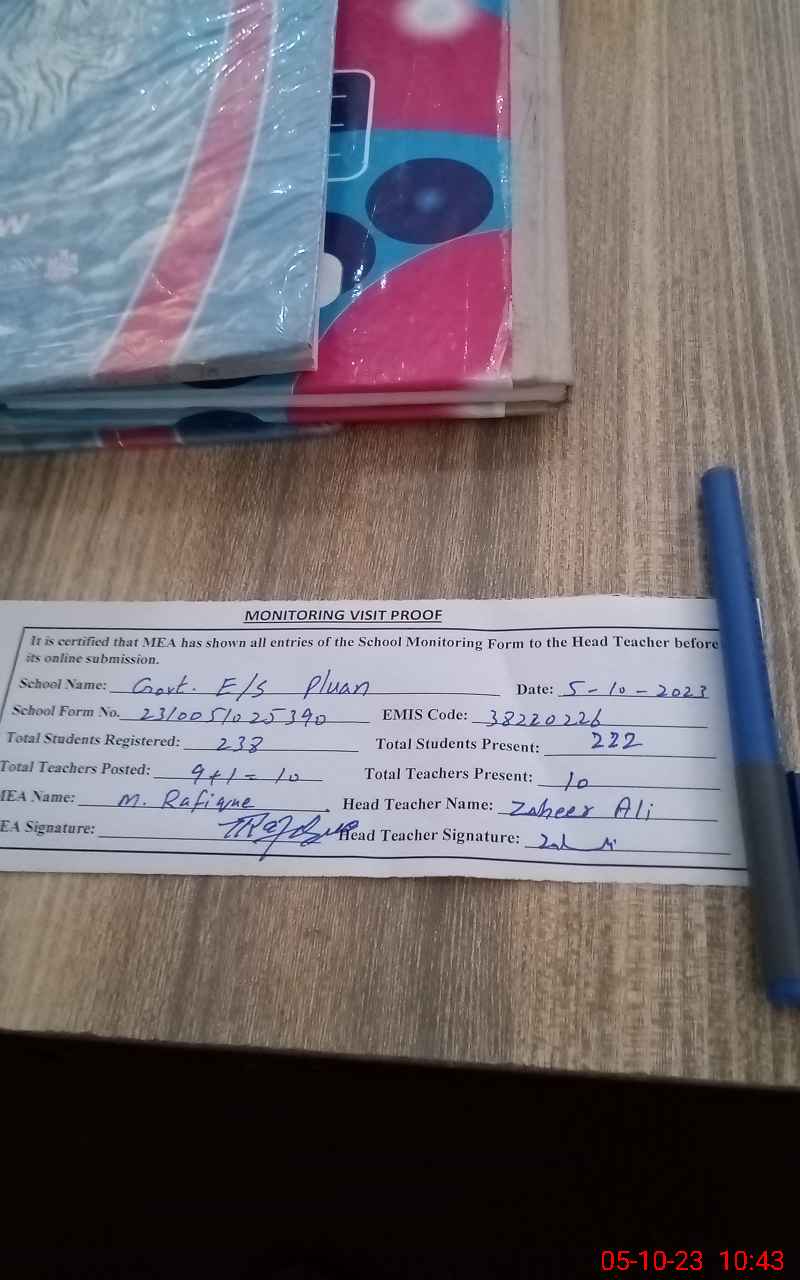 MONITORING VISIT PROOF
It is certified that MEA has shown all entries of the School Monitoring Form to the Head Teacher before
its online submission.
School Name: Govt. E/S Pluan Date: 5-10-2023
School Form No. 231005102 5390 EMIS Code: 38220226
Total Students Registered: 238 Total Students Present: 222
Total Teachers Posted: 9+1=10 Total Teachers Present: 10
MEA Name: M. Rafique Head Teacher Name: Zaheer Ali
EA Signature: Head Teacher Signature:
05-10-23 10:43